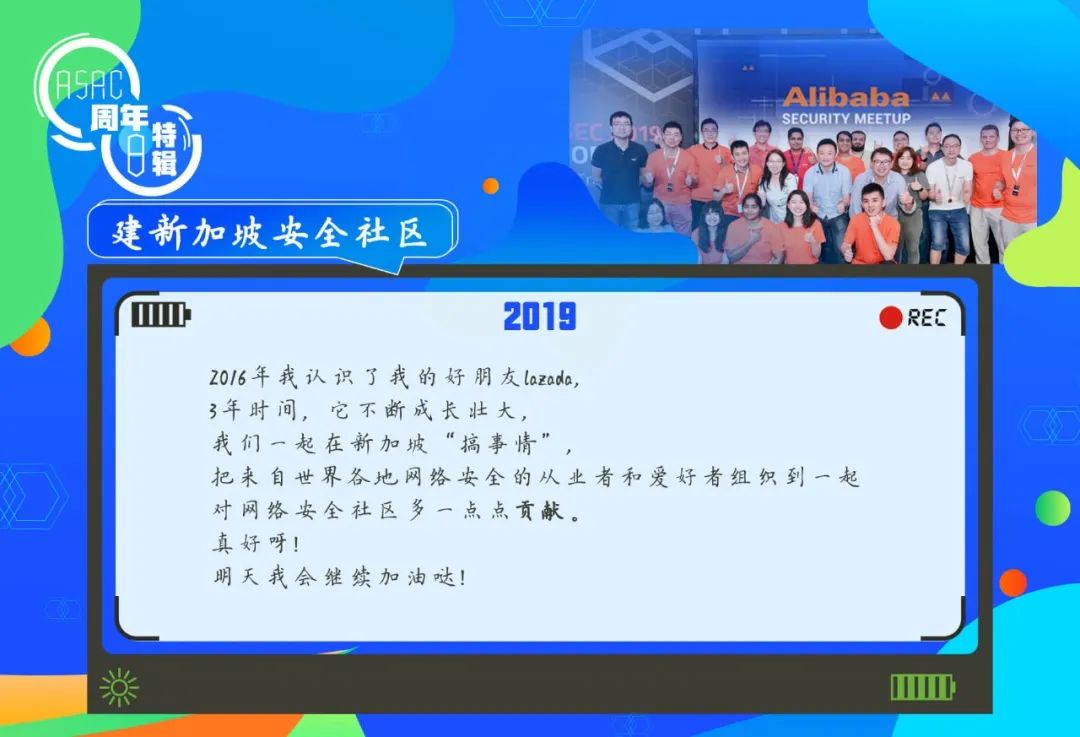 ASAC
周年
特辑
Alibaba
SECURITY MEETUP
SEC 2019
建新加坡安全社区
2019
REC
2016年我认识了我的好朋友lazada,
3年时间，它不断成长壮大，
我们一起在新加坡“搞事情”，
把来自世界各地网络安全的从业者和爱好者组织到一起
对网络安全社区多一点点贡献。
真好呀！
明天我会继续加油哒！